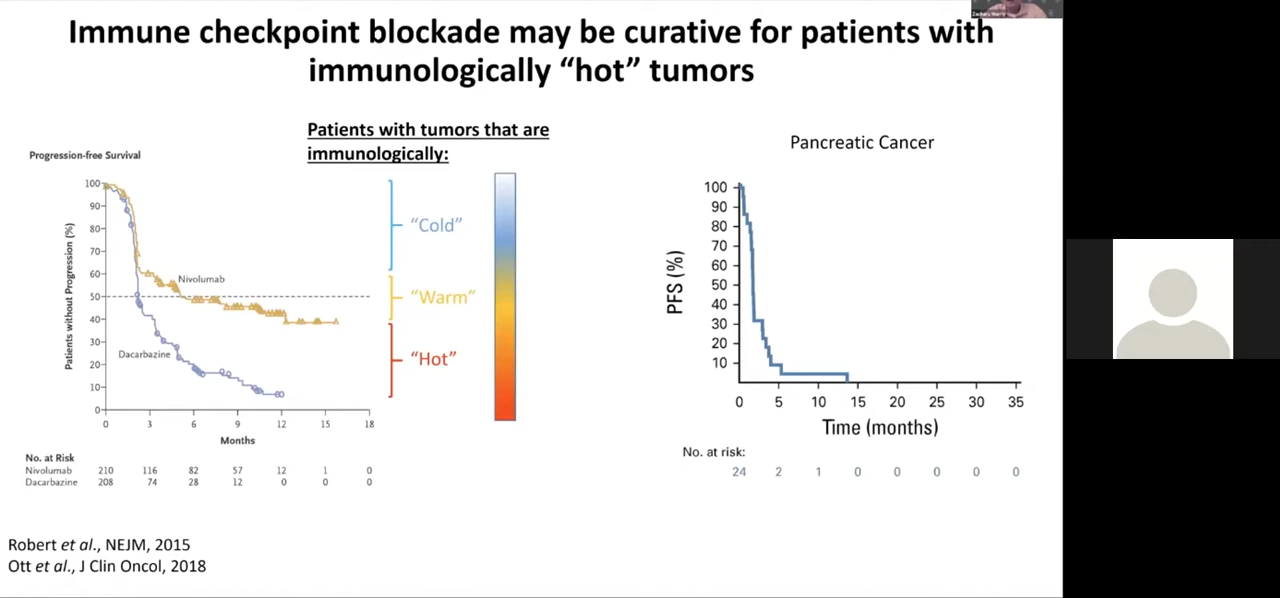 Immune checkpoint blockade may be curative for patients with
immunologically “hot” tumors
Patients with tumors that are
immunologically:
Progression-free Survival
Patients without Progression (%)
100
90
80
70
60
50
40
30
20
10
0
Nivolumab
Dacarbazine
0 3 6 9 12 15 18
Months
No. at Risk
Nivolumab 210 116 82 57 12 1 0
Dacarbazine 208 74 28 12 0 0 0
“Cold”
“Warm”
“Hot”
Pancreatic Cancer
PFS (%)
100
90
80
70
60
50
40
30
20
10
0 5 10 15 20 25 30 35
Time (months)
No. at risk:
24 2 1 0 0 0 0 0
Robert et al., NEJM, 2015
Ott et al., J Clin Oncol, 2018